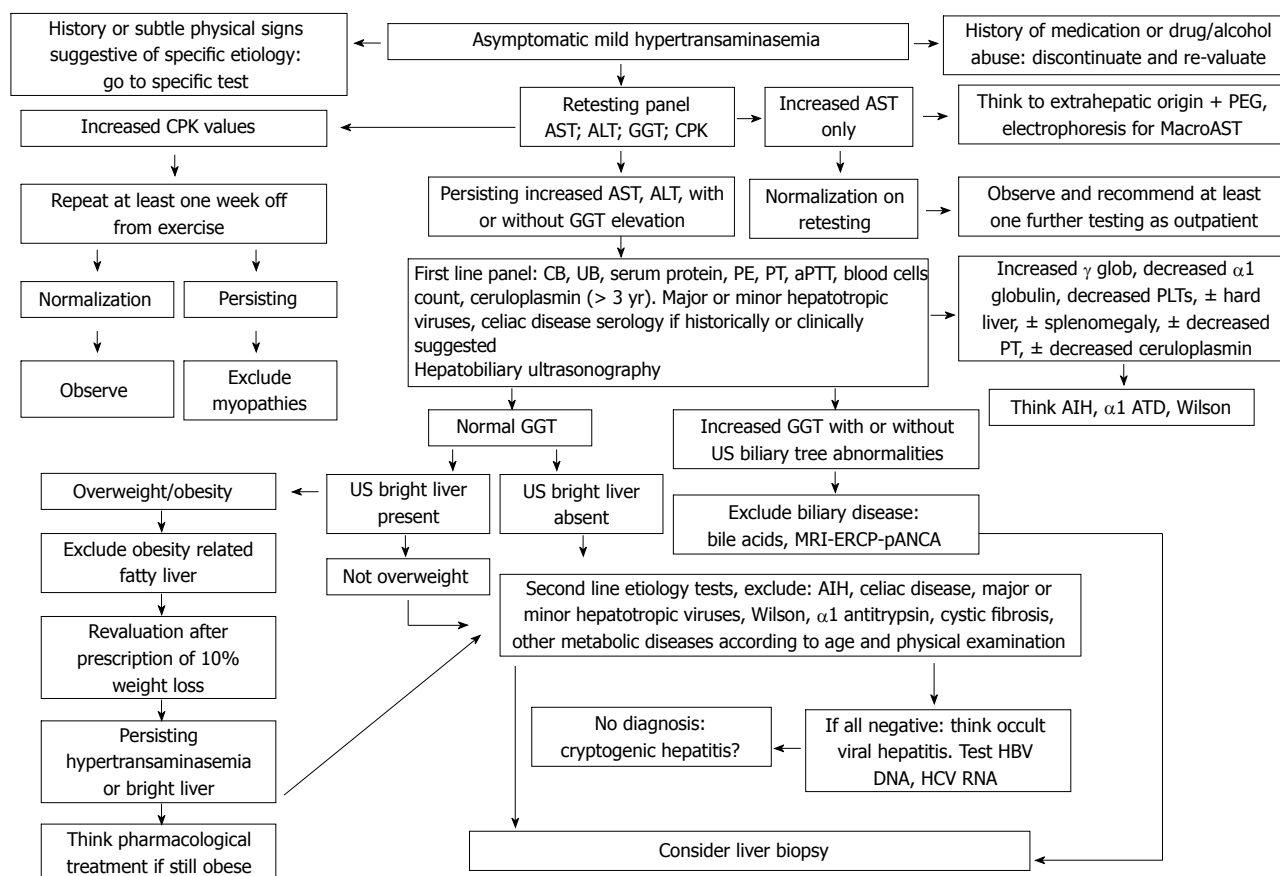 History or subtle physical signs
suggestive of specific etiology:
go to specific test
Asymptomatic mild hypertransaminasemia
History of medication or drug/alcohol
abuse: discontinuate and re-valuate
Increased CPK values
Retesting panel
AST; ALT; GGT; CPK
Increased AST
only
Think to extrahepatic origin + PEG,
electrophoresis for MacroAST
Repeat at least one week off
from exercise
Persisting increased AST, ALT, with
or without GGT elevation
Normalization on
retesting
Observe and recommend at least
one further testing as outpatient
Normalization
Persisting
First line panel: CB, UB, serum protein, PE, PT, aPTT, blood cells
count, ceruloplasmin (> 3 yr). Major or minor hepatotropic
viruses, celiac disease serology if historically or clinically
suggested
Hepatobiliary ultrasonography
Increased γ glob, decreased α1
globulin, decreased PLTs, ± hard
liver, ± splenomegaly, ± decreased
PT, ± decreased ceruloplasmin
Observe
Exclude
myopathies
Think AIH, α1 ATD, Wilson
Normal GGT
Increased GGT with or without
US biliary tree abnormalities
Overweight/obesity
US bright liver
present
US bright liver
absent
Exclude biliary disease:
bile acids, MRI-ERCP-pANCA
Exclude obesity related
fatty liver
Not overweight
Second line etiology tests, exclude: AIH, celiac disease, major or
minor hepatotropic viruses, Wilson, α1 antitrypsin, cystic fibrosis,
other metabolic diseases according to age and physical examination
Revaluation after
prescription of 10%
weight loss
Persisting
hypertransaminasemia
or bright liver
No diagnosis:
cryptogenic hepatitis?
If all negative: think occult
viral hepatitis. Test HBV
DNA, HCV RNA
Think pharmacological
treatment if still obese
Consider liver biopsy